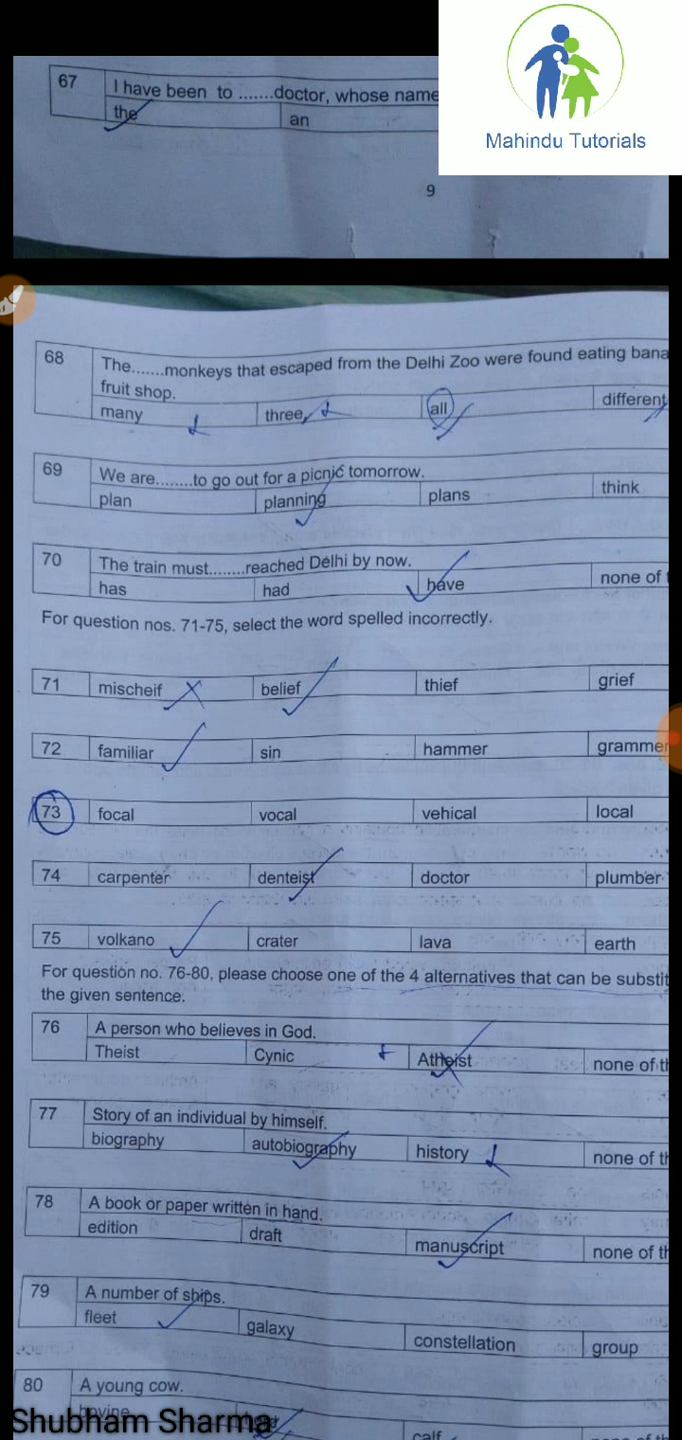 Mahindu Tutorials
67 I have been to .......doctor, whose name
the an
9
68 The.......monkeys that escaped from the Delhi Zoo were found eating bana
fruit shop.
many three, all different
69 We are........to go out for a picnic tomorrow.
plan planning plans think
70 The train must........reached Delhi by now.
has had have none of
For question nos. 71-75, select the word spelled incorrectly.
71 mischeif belief thief grief
72 familiar sin hammer grammer
73 focal vocal vehical local
74 carpenter denteist doctor plumber
75 volkano crater lava earth
For question no. 76-80, please choose one of the 4 alternatives that can be substit
the given sentence.
76 A person who believes in God.
Theist Cynic Atheist none of th
77 Story of an individual by himself.
biography autobiography history none of th
78 A book or paper written in hand.
edition draft manuscript none of th
79 A number of ships.
fleet galaxy constellation group
80 A young cow.
bovine calf none of th
Shubham Sharma